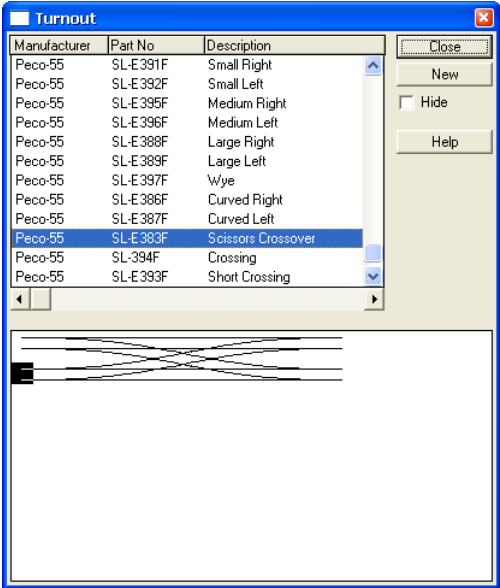 Turnout
Manufacturer Part No Description Close
Peco-55 SL-E391F Small Right
Peco-55 SL-E392F Small Left New
Peco-55 SL-E395F Medium Right Hide
Peco-55 SL-E396F Medium Left
Peco-55 SL-E388F Large Right Help
Peco-55 SL-E389F Large Left
Peco-55 SL-E397F Wye
Peco-55 SL-E386F Curved Right
Peco-55 SL-E387F Curved Left
Peco-55 SL-E383F Scissors Crossover
Peco-55 SL-394F Crossing
Peco-55 SL-E393F Short Crossing